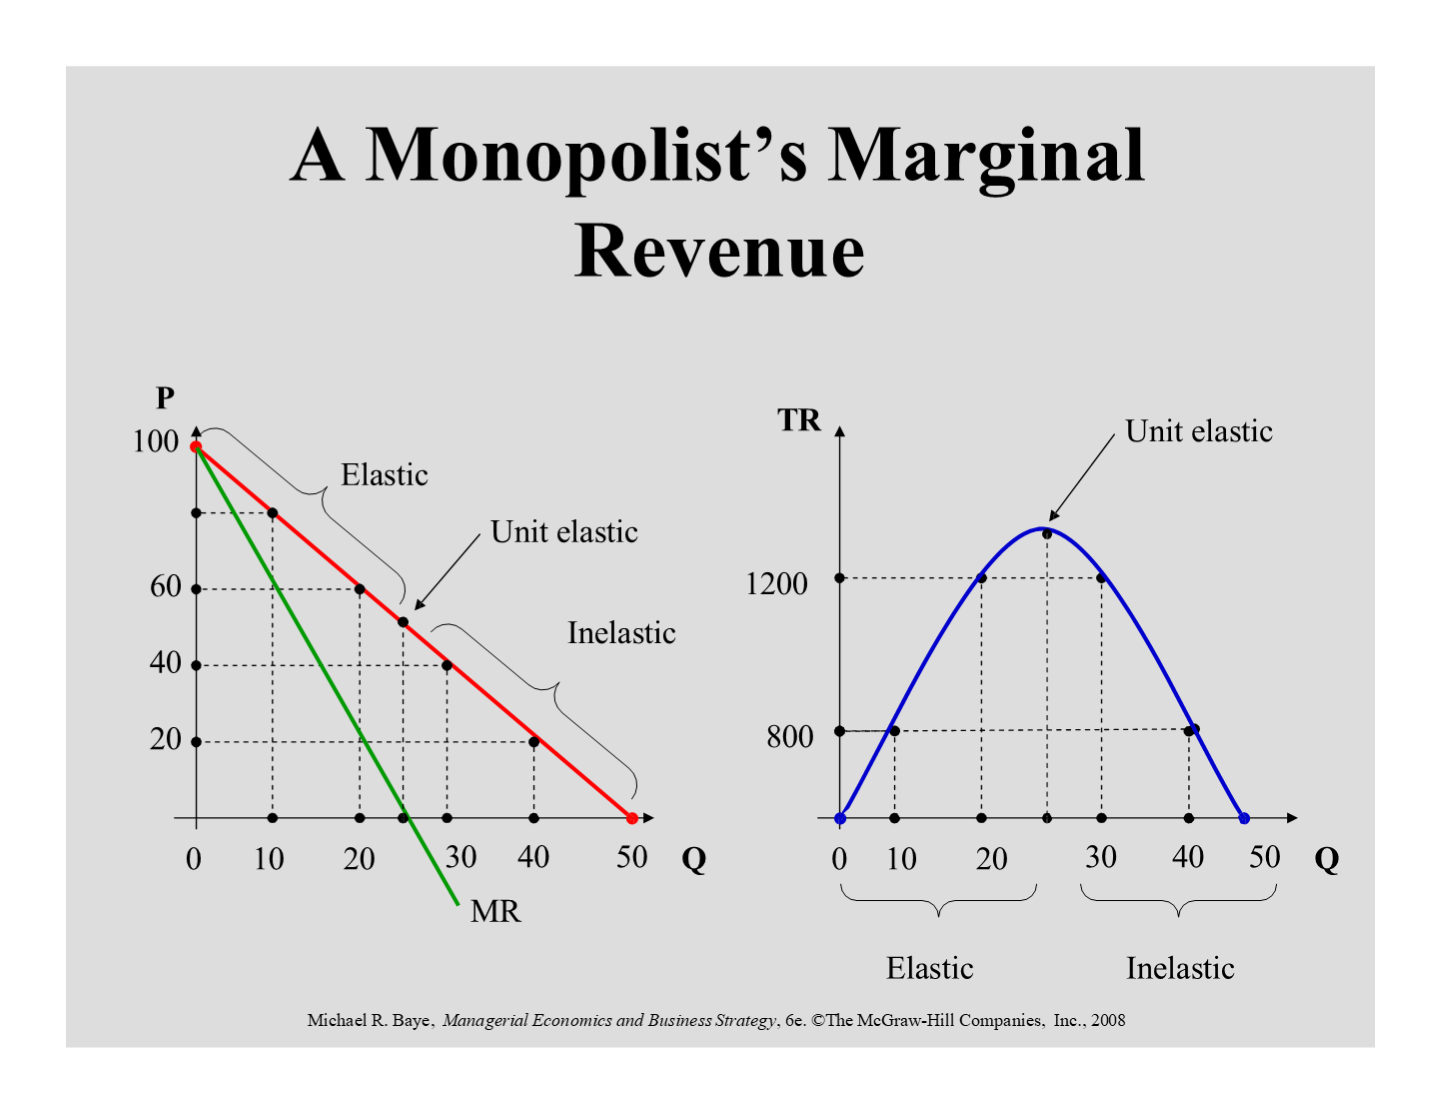 A Monopolist’s Marginal
Revenue
P
100
Elastic
Unit elastic
60
Inelastic
40
20
0 10 20 30 40 50 Q
MR
TR
Unit elastic
1200
800
0 10 20 30 40 50 Q
Elastic
Inelastic
Michael R. Baye, Managerial Economics and Business Strategy, 6e. ©The McGraw-Hill Companies, Inc., 2008